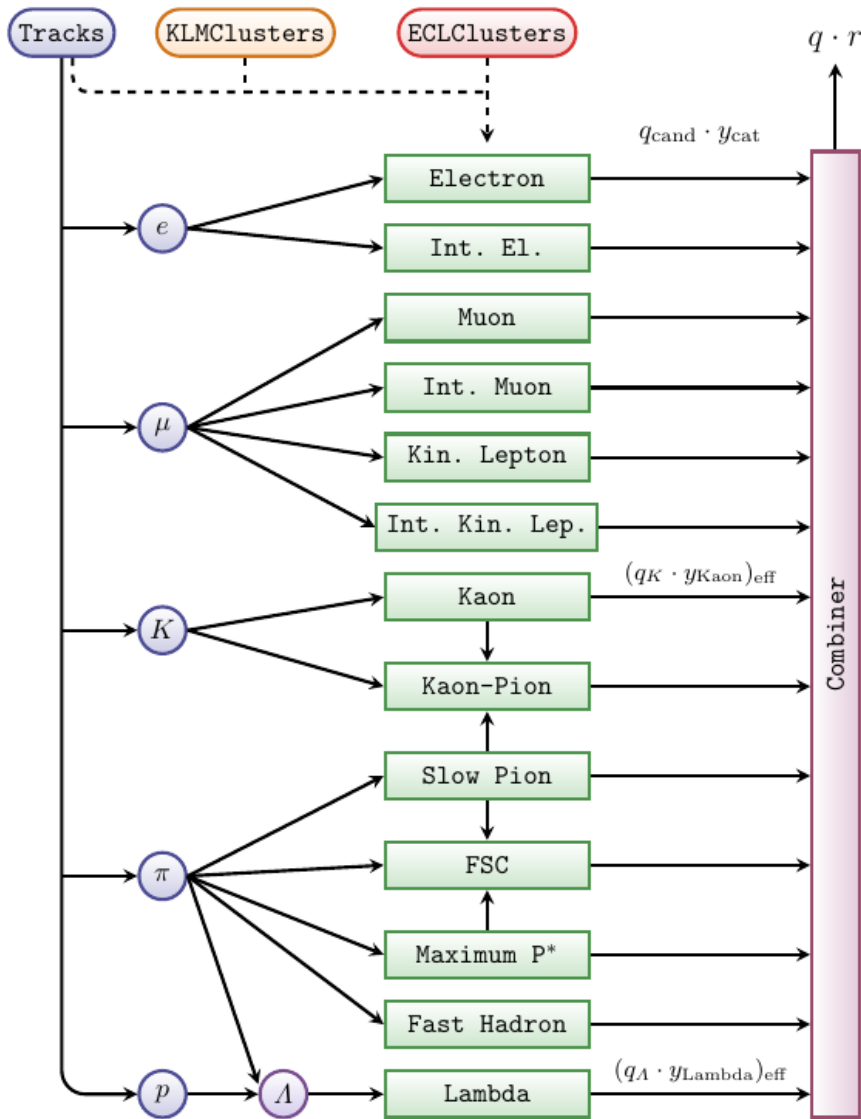 Tracks
KLMClusters
ECLClusters
q · r
q_cand · y_cat
Electron
e
Int. El.
Muon
Int. Muon
μ
Kin. Lepton
Int. Kin. Lep.
(q_K · y_Kaon)_eff
Kaon
K
Kaon-Pion
Combiner
Slow Pion
FSC
π
Maximum P*
Fast Hadron
(q_Λ · y_Lambda)_eff
p
Λ
Lambda